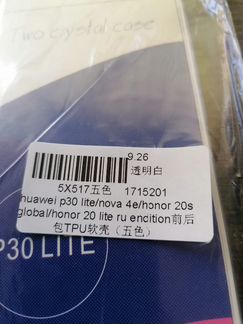 Two crystal case
9.26
透明白
5X517五色 1715201
huawei p30 lite/nova 4e/honor 20s
global/honor 20 lite ru encition前后
包TPU软壳（五色）
P30 LITE